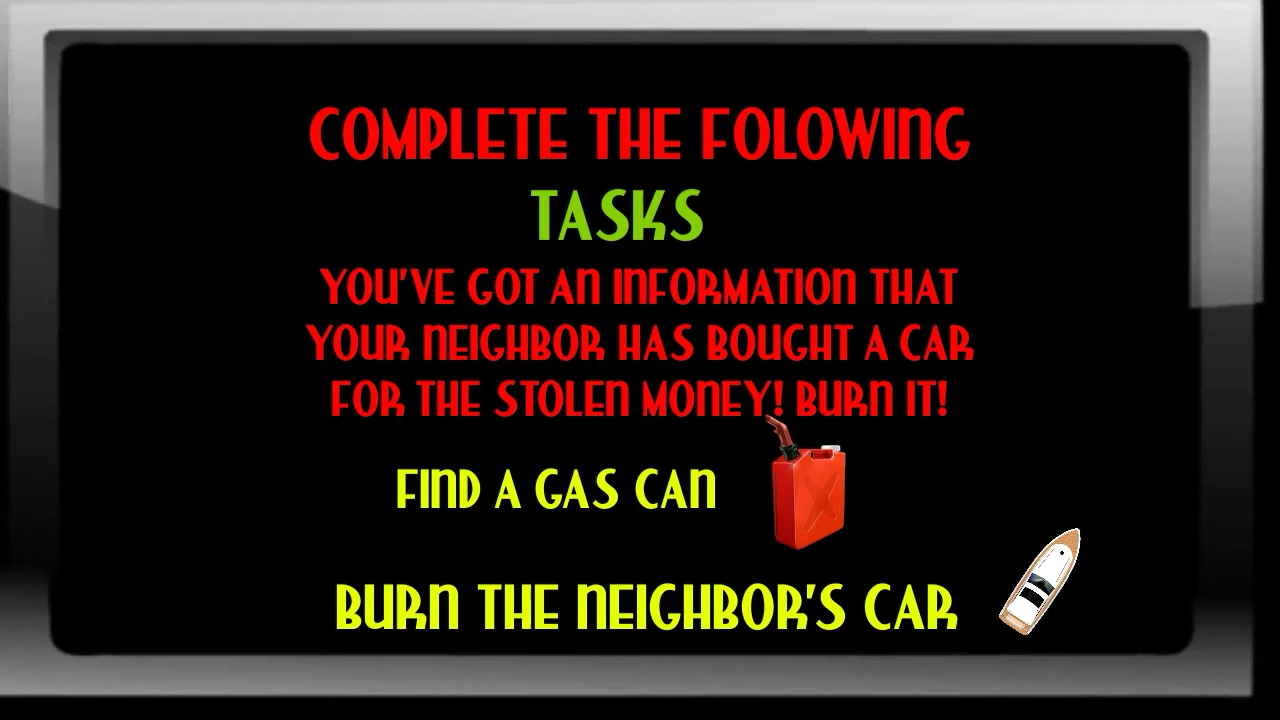 COMPLETE THE FOLOWING
TASKS
YOU'VE GOT AN INFORMATION THAT
YOUR NEIGHBOR HAS BOUGHT A CAR
FOR THE STOLEN MONEY! BURN IT!
FIND A GAS CAN
BURN THE NEIGHBOR'S CAR